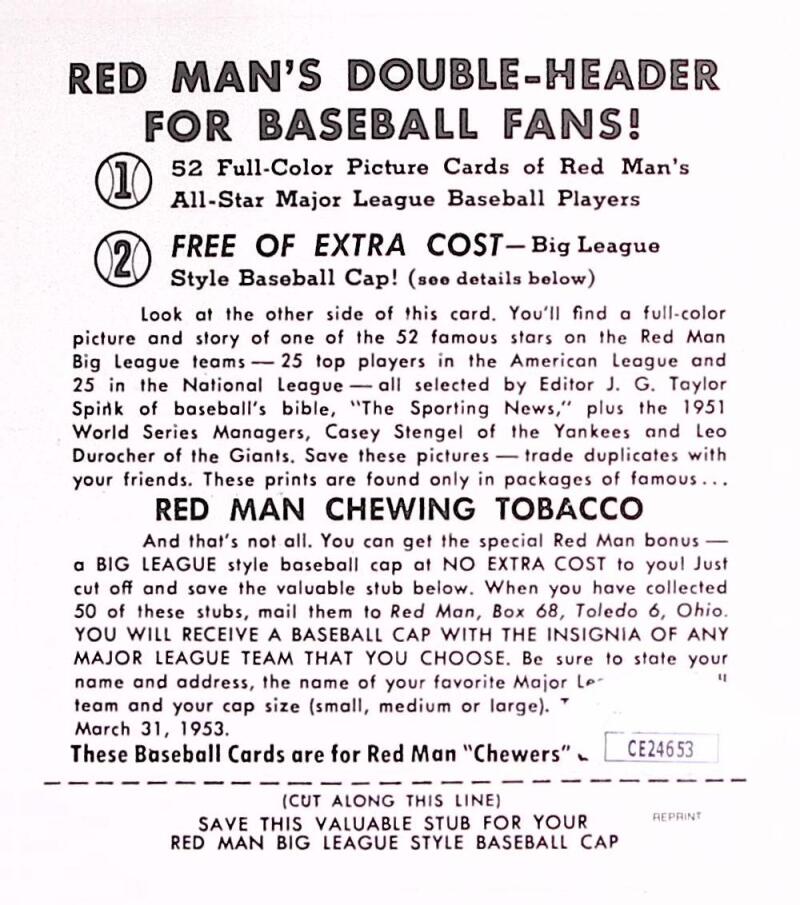 RED MAN'S DOUBLE-HEADER
FOR BASEBALL FANS!
1 52 Full-Color Picture Cards of Red Man's
All-Star Major League Baseball Players
2 FREE OF EXTRA COST—Big League
Style Baseball Cap! (see details below)
Look at the other side of this card. You'll find a full-color
picture and story of one of the 52 famous stars on the Red Man
Big League teams — 25 top players in the American League and
25 in the National League — all selected by Editor J. G. Taylor
Spink of baseball's bible, "The Sporting News," plus the 1951
World Series Managers, Casey Stengel of the Yankees and Leo
Durocher of the Giants. Save these pictures — trade duplicates with
your friends. These prints are found only in packages of famous...
RED MAN CHEWING TOBACCO
And that's not all. You can get the special Red Man bonus —
a BIG LEAGUE style baseball cap at NO EXTRA COST to you! Just
cut off and save the valuable stub below. When you have collected
50 of these stubs, mail them to Red Man, Box 68, Toledo 6, Ohio.
YOU WILL RECEIVE A BASEBALL CAP WITH THE INSIGNIA OF ANY
MAJOR LEAGUE TEAM THAT YOU CHOOSE. Be sure to state your
name and address, the name of your favorite Major
team and your cap size (small, medium or large).
March 31, 1953.
These Baseball Cards are for Red Man "Chewers"
CE24653
(CUT ALONG THIS LINE)
SAVE THIS VALUABLE STUB FOR YOUR
REPRINT
RED MAN BIG LEAGUE STYLE BASEBALL CAP